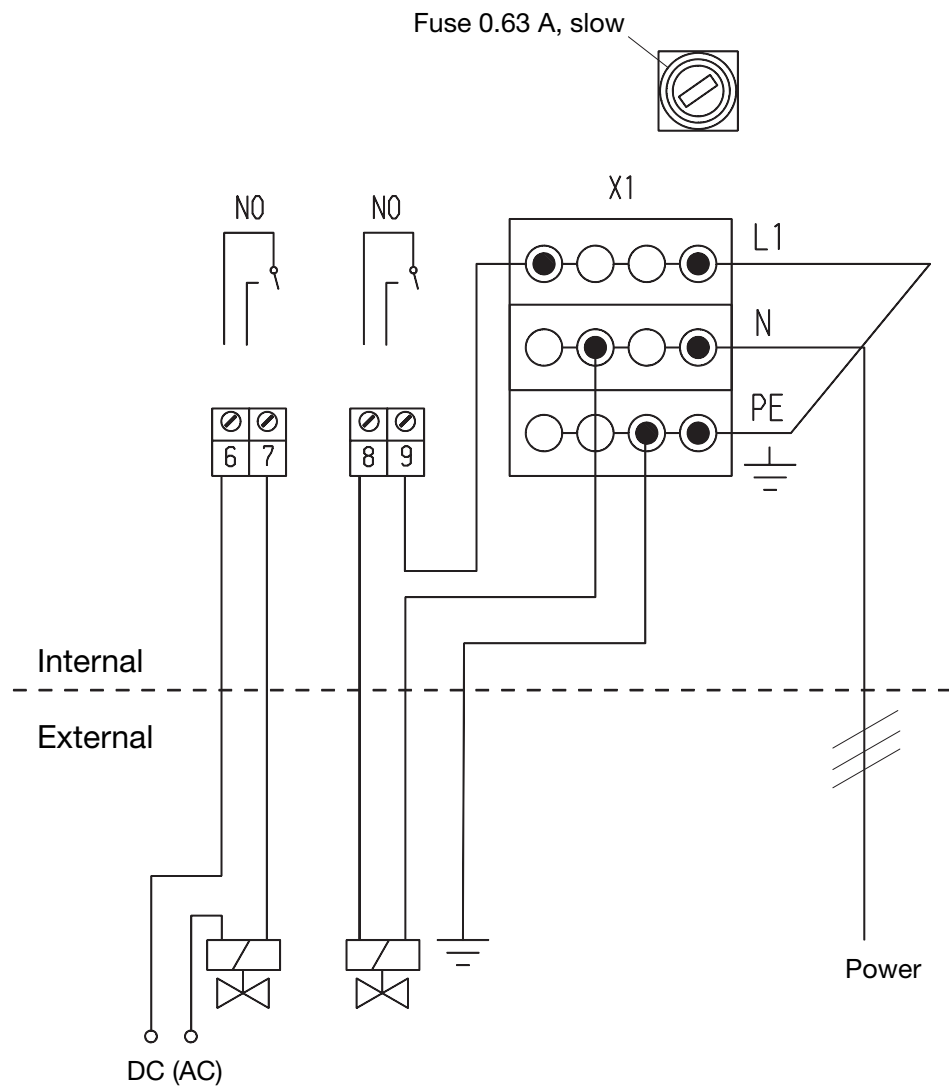 Fuse 0.63 A, slow
X1
NO NO
L1
N
PE
6 7 8 9
Internal
External
Power
DC (AC)